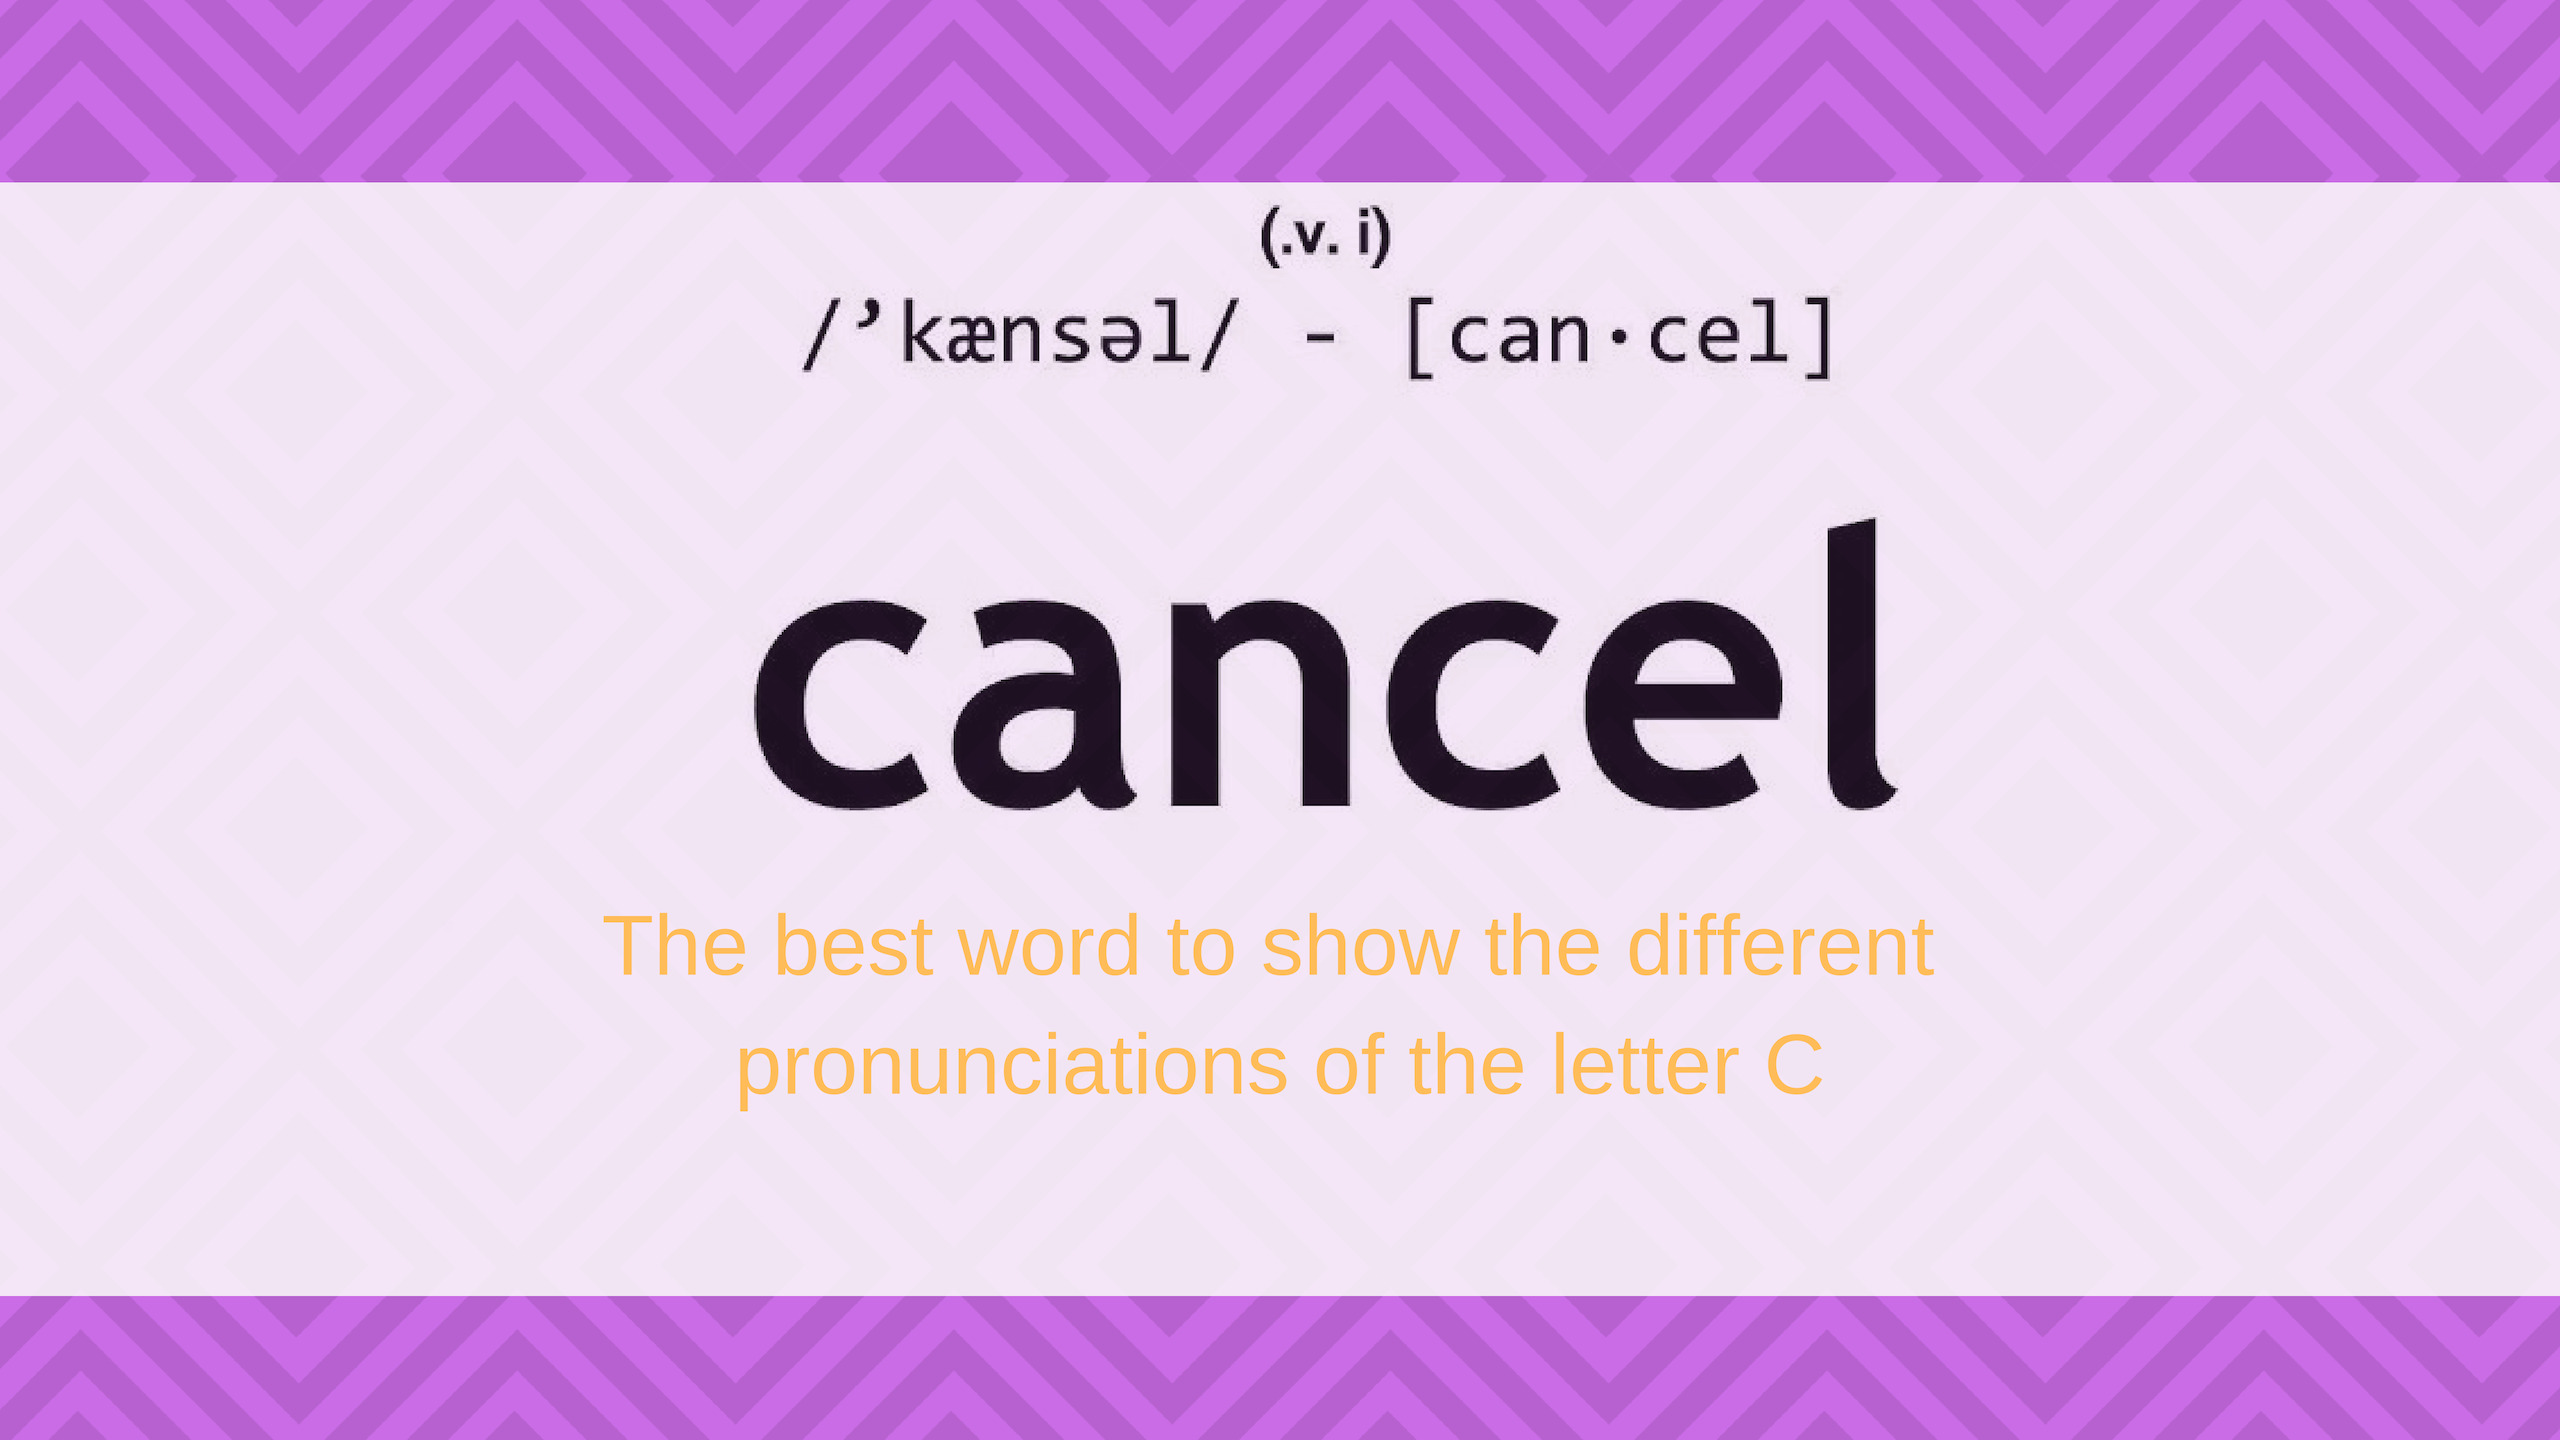 (.v. i)
/’kænsəl/ - [can·cel]
cancel
The best word to show the different
pronunciations of the letter C